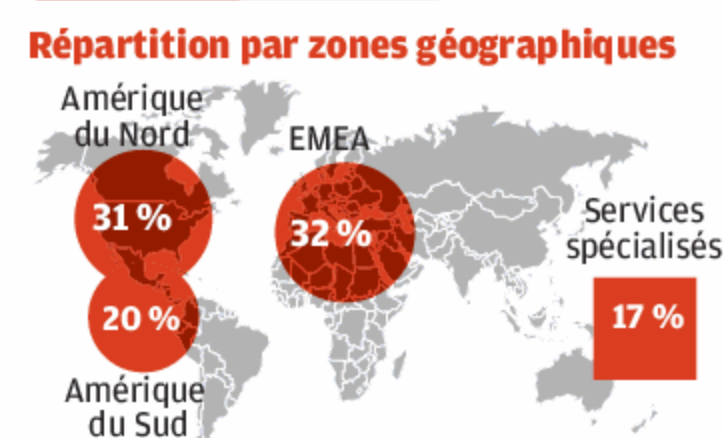 Répartition par zones géographiques
Amérique
du Nord
31 %
EMEA
32 %
Services
spécialisés
17 %
20 %
Amérique
du Sud